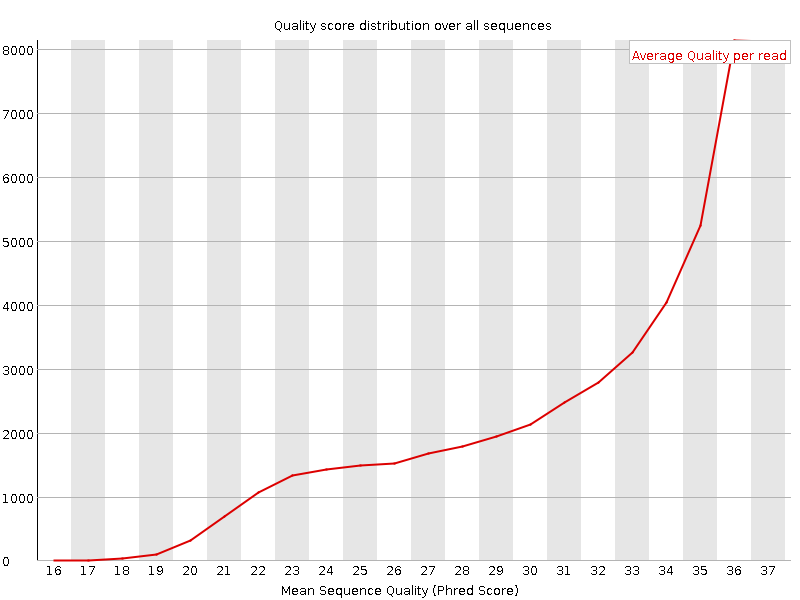 Quality score distribution over all sequences
Average Quality per read
8000
7000
6000
5000
4000
3000
2000
1000
0
16 17 18 19 20 21 22 23 24 25 26 27 28 29 30 31 32 33 34 35 36 37
Mean Sequence Quality (Phred Score)